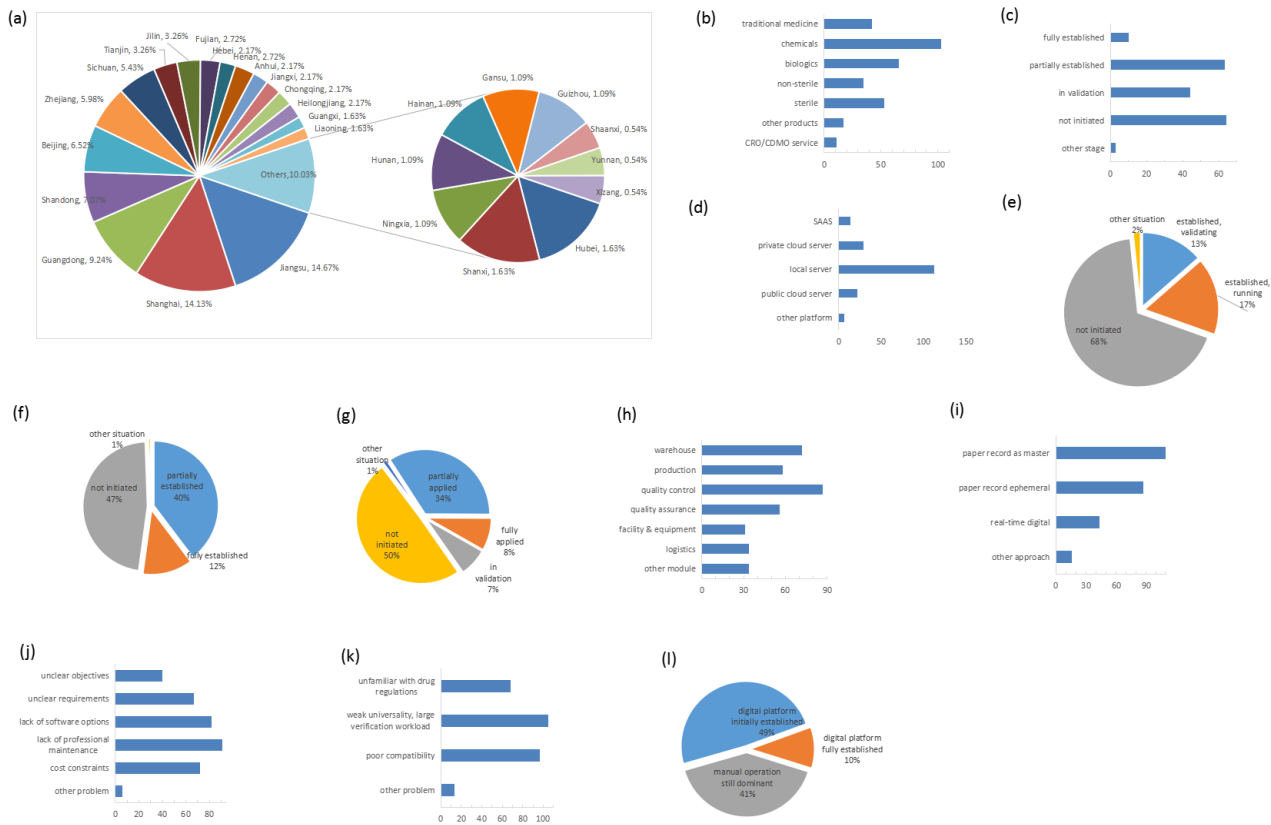 (a)
Jilin, 3.26%
Fujian, 2.72%
Tianjin, 3.26%
Hebei, 2.17%
Henan, 2.72%
Sichuan, 5.43%
Anhui, 2.17%
Jiangxi, 2.17%
Zhejiang, 5.98%
Chongqing, 2.17%
Heilongjiang, 2.17%
Guangxi, 1.63%
Liaoning, 1.63%
Beijing, 6.52%
Others,10.03%
Shandong, 7.07%
Guangdong, 9.24%
Jiangsu, 14.67%
Shanghai, 14.13%
Gansu, 1.09%
Guizhou, 1.09%
Hainan, 1.09%
Shaanxi, 0.54%
Hunan, 1.09%
Yunnan, 0.54%
Xizang, 0.54%
Ningxia, 1.09%
Hubei, 1.63%
Shanxi, 1.63%
(b)
traditional medicine
chemicals
biologics
non-sterile
sterile
other products
CRO/CDMO service
0 50 100
(c)
fully established
partially established
in validation
not initiated
other stage
0 20 40 60
(d)
SAAS
private cloud server
local server
public cloud server
other platform
0 50 100 150
(e)
other situation
2%
established,
validating
13%
established,
running
17%
not initiated
68%
(f)
other situation
1%
partially
established
40%
not initiated
47%
fully established
12%
(g)
other
situation
1%
partially
applied
34%
fully
applied
8%
not
initiated
50%
in
validation
7%
(h)
warehouse
production
quality control
quality assurance
facility & equipment
logistics
other module
0 30 60 90
(i)
paper record as master
paper record ephemeral
real-time digital
other approach
0 30 60 90
(j)
unclear objectives
unclear requirements
lack of software options
lack of professional
maintenance
cost constraints
other problem
0 20 40 60 80
(k)
unfamiliar with drug
regulations
weak universality, large
verification workload
poor compatibility
other problem
0 20 40 60 80 100
(l)
digital platform
initially established
49%
digital platform
fully established
10%
manual operation
still dominant
41%